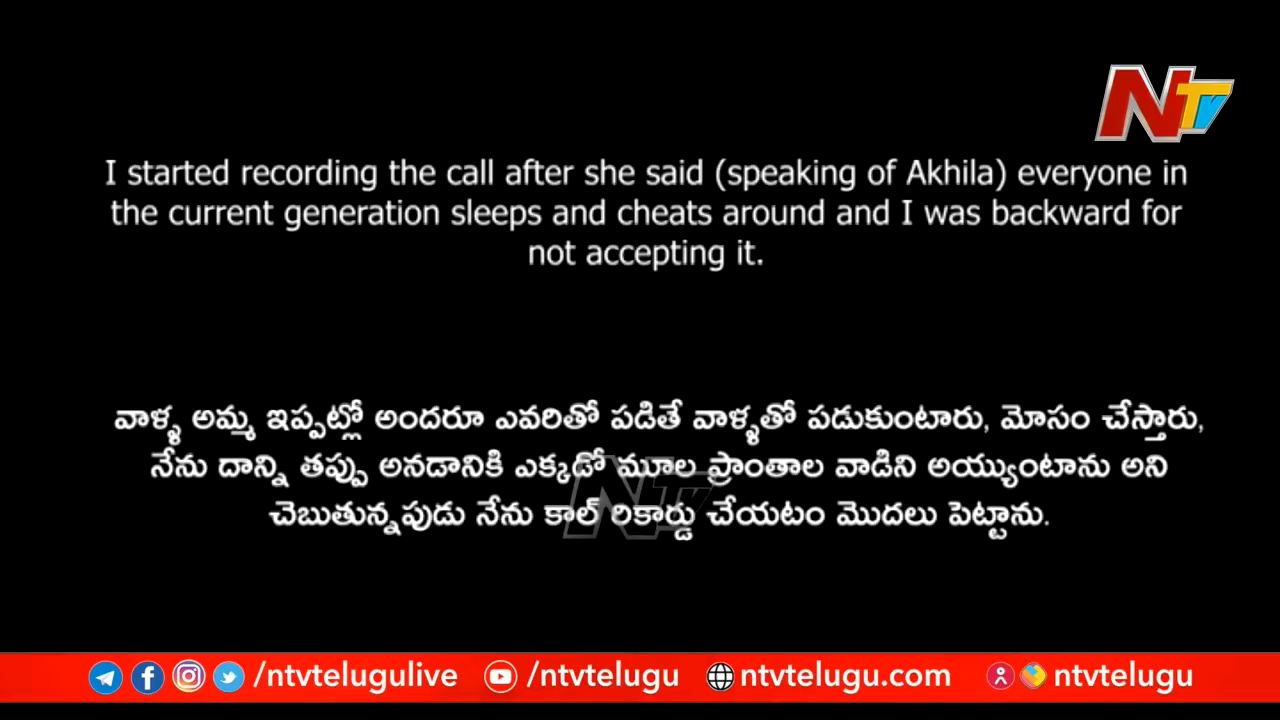 NTV
I started recording the call after she said (speaking of Akhila) everyone in
the current generation sleeps and cheats around and I was backward for
not accepting it.
వాళ్ళ అమ్మ ఇప్పట్లో అందరూ ఎవరితో పడితే వాళ్ళతో పడుకుంటారు, మోసం చేస్తారు,
నేను దాన్ని తప్పు అనడానికి ఎక్కడో మూల ప్రాంతాల వాడిని అయ్యుంటాను అని
చెబుతున్నపుడు నేను కాల్ రికార్డు చేయటం మొదలు పెట్టాను.
NTV
/ntvtelugulive /ntvtelugu ntvtelugu.com ntvtelugu